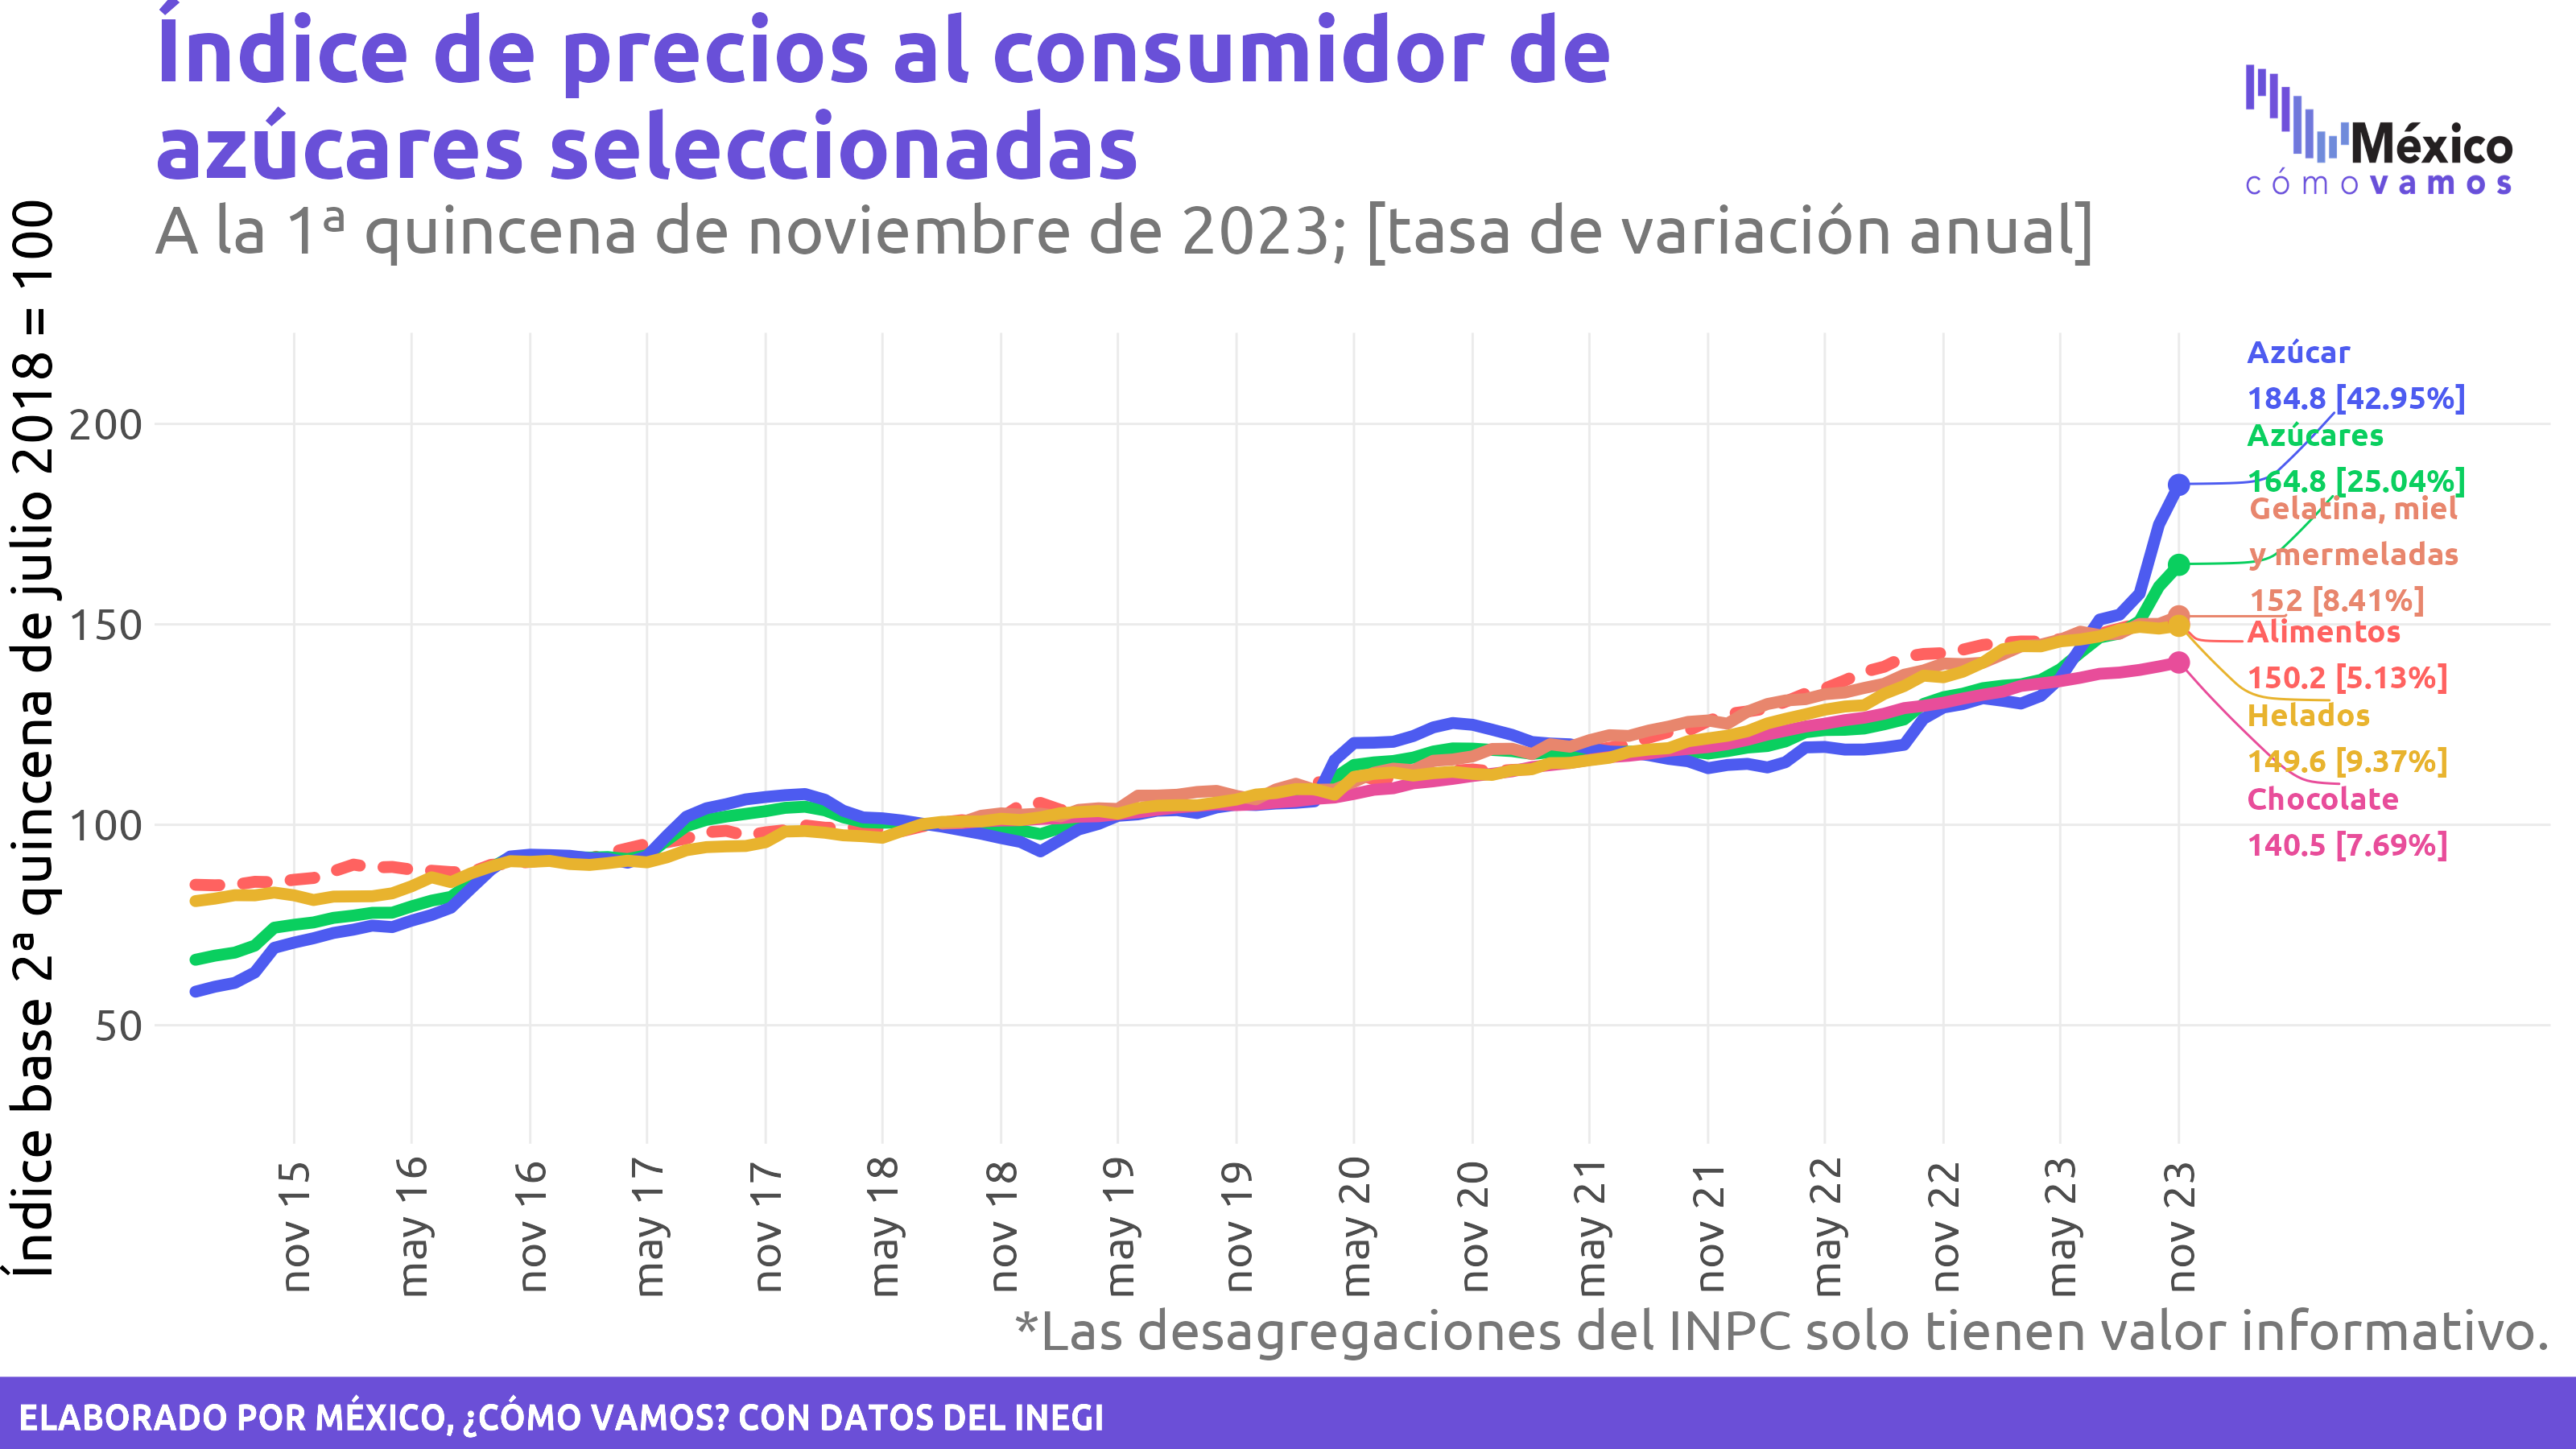 Índice de precios al consumidor de
azúcares seleccionadas
A la 1ª quincena de noviembre de 2023; [tasa de variación anual]
México
cómo vamos
Índice base 2ª quincena de julio 2018 = 100
200
150
100
50
Azúcar
184.8 [42.95%]
Azúcares
164.8 [25.04%]
Gelatina, miel
y mermeladas
152 [8.41%]
Alimentos
150.2 [5.13%]
Helados
149.6 [9.37%]
Chocolate
140.5 [7.69%]
nov 15
may 16
nov 16
may 17
nov 17
may 18
nov 18
may 19
nov 19
may 20
nov 20
may 21
nov 21
may 22
nov 22
may 23
nov 23
*Las desagregaciones del INPC solo tienen valor informativo.
ELABORADO POR MÉXICO, ¿CÓMO VAMOS? CON DATOS DEL INEGI